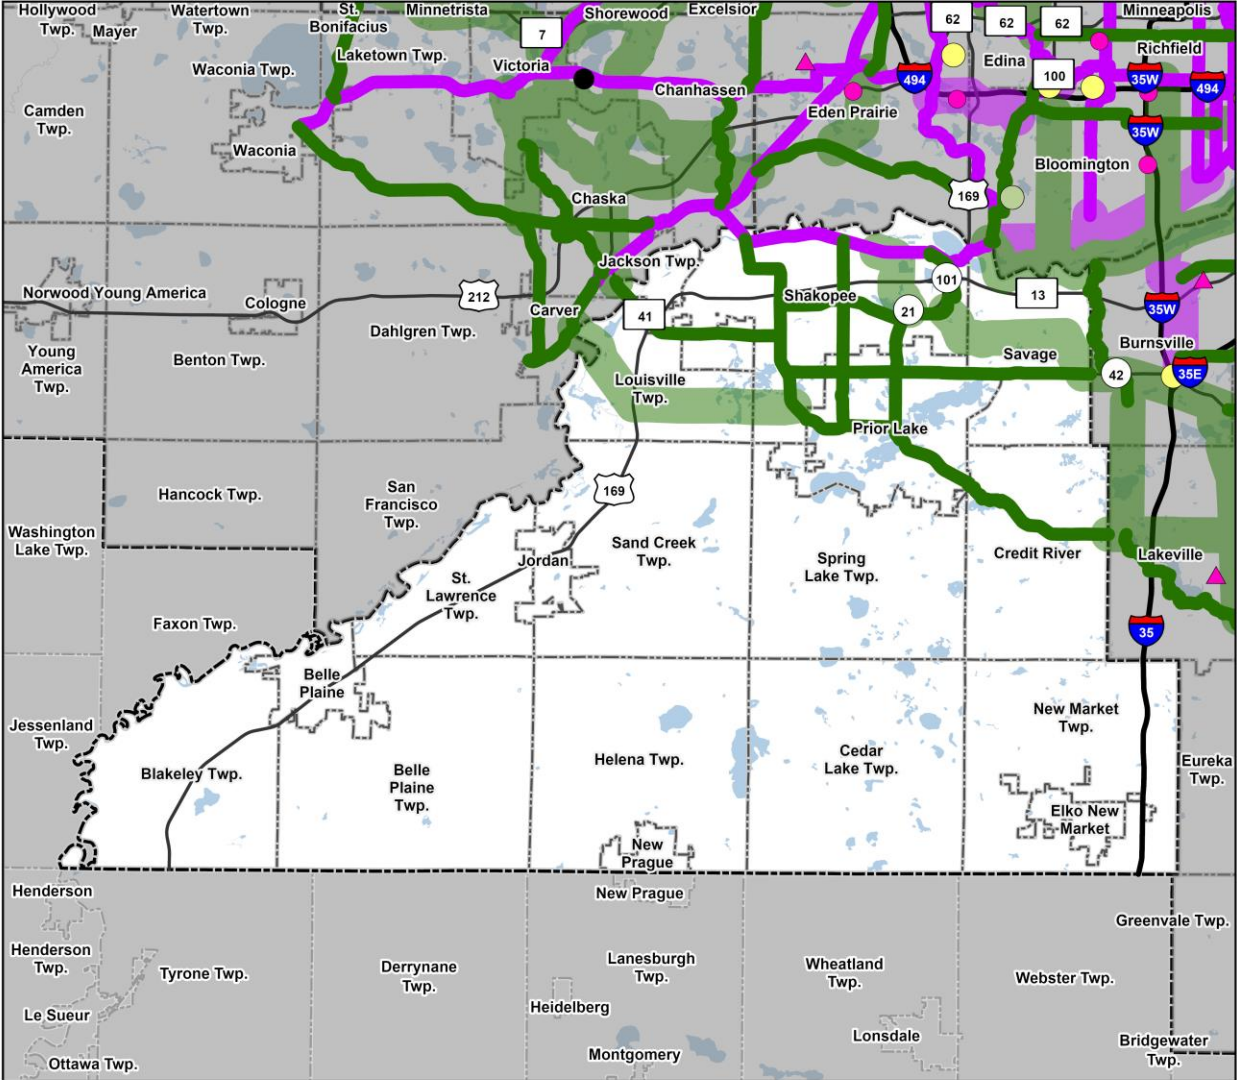 Hollywood
Twp.
Mayer
Watertown
Twp.
St.
Bonifacius
Minnetrista
Shorewood
Excelsior
Minneapolis
62
62
62
7
Laketown Twp.
Victoria
Edina
Richfield
Waconia Twp.
100
494
35W
494
Chanhassen
Camden
Twp.
Eden Prairie
35W
Waconia
Bloomington
Chaska
169
Jackson Twp.
Norwood Young America
Cologne
212
Carver
41
Shakopee
101
21
13
35W
Dahlgren Twp.
Young
America
Twp.
Benton Twp.
Louisville
Twp.
Savage
Burnsville
42
35E
Prior Lake
Hancock Twp.
San
Francisco
Twp.
169
Washington
Lake Twp.
Jordan
Sand Creek
Twp.
Spring
Lake Twp.
Credit River
Lakeville
St.
Lawrence
Twp.
Faxon Twp.
35
Belle
Plaine
Jessenland
Twp.
New Market
Twp.
Blakeley Twp.
Belle
Plaine
Twp.
Helena Twp.
Cedar
Lake Twp.
Eureka
Twp.
Elko New
Market
New
Prague
Henderson
New Prague
Greenvale Twp.
Henderson
Twp.
Tyrone Twp.
Derrynane
Twp.
Lanesburgh
Twp.
Wheatland
Twp.
Webster Twp.
Le Sueur
Heidelberg
Lonsdale
Ottawa Twp.
Montgomery
Bridgewater
Twp.